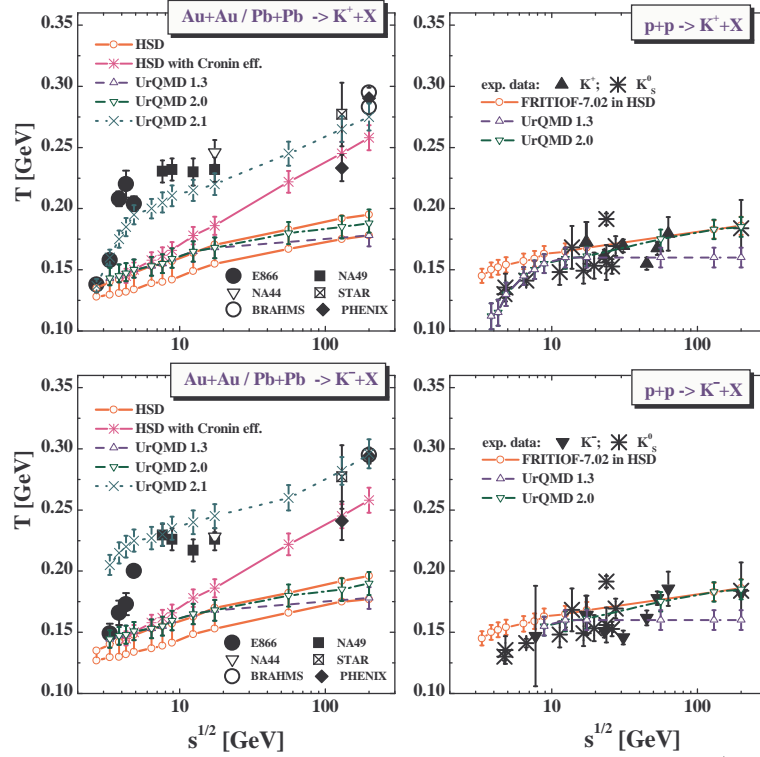 Au+Au / Pb+Pb -> K⁺+X
HSD
HSD with Cronin eff.
UrQMD 1.3
UrQMD 2.0
UrQMD 2.1
E866
NA49
NA44
STAR
BRAHMS
PHENIX
T [GeV]
0.35
0.30
0.25
0.20
0.15
0.10
10
100
p+p -> K⁺+X
exp. data: K⁺; K⁰S
FRITIOF-7.02 in HSD
UrQMD 1.3
UrQMD 2.0
0.35
0.30
0.25
0.20
0.15
0.10
10
100
Au+Au / Pb+Pb -> K⁻+X
HSD
HSD with Cronin eff.
UrQMD 1.3
UrQMD 2.0
UrQMD 2.1
E866
NA49
NA44
STAR
BRAHMS
PHENIX
T [GeV]
0.35
0.30
0.25
0.20
0.15
0.10
10
100
s^1/2 [GeV]
p+p -> K⁻+X
exp. data: K⁻; K⁰S
FRITIOF-7.02 in HSD
UrQMD 1.3
UrQMD 2.0
0.35
0.30
0.25
0.20
0.15
0.10
10
100
s^1/2 [GeV]